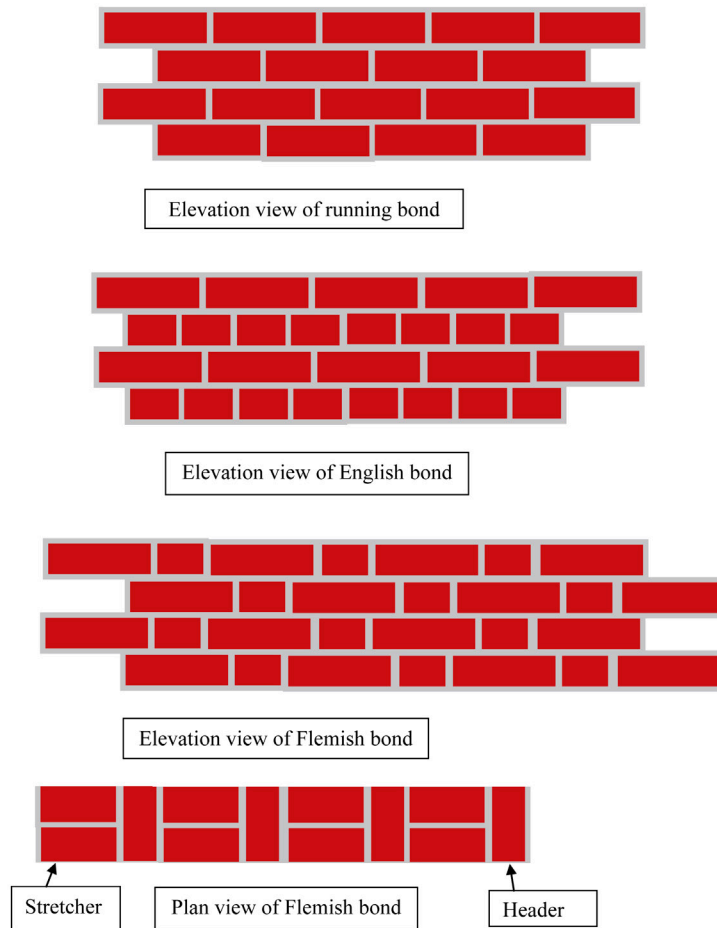 Elevation view of running bond
Elevation view of English bond
Elevation view of Flemish bond
Stretcher
Plan view of Flemish bond
Header